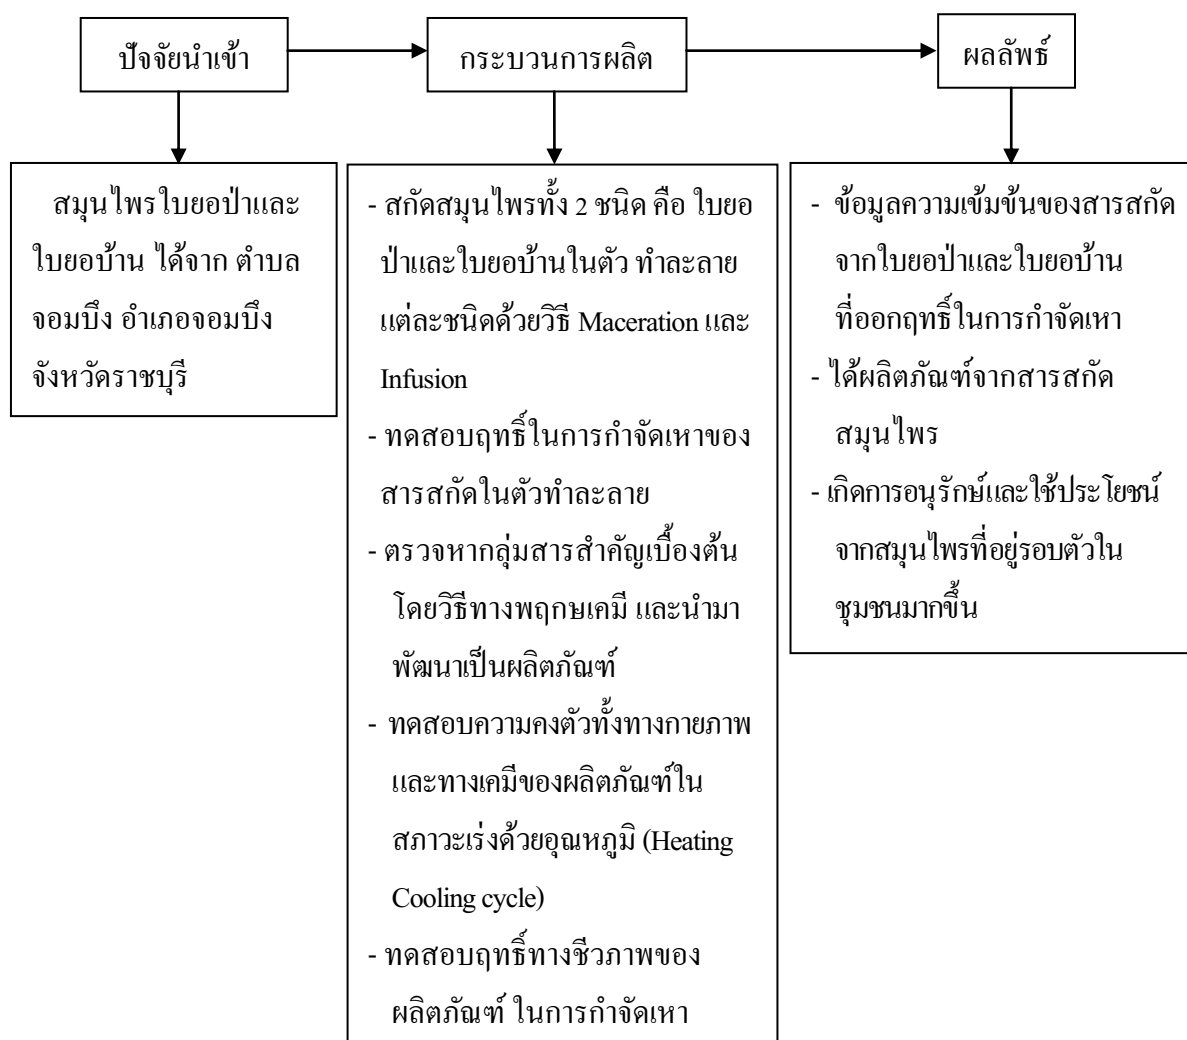 ปัจจัยนำเข้า
กระบวนการผลิต
ผลลัพธ์
สมุนไพรใบยอป่าและ
ใบยอบ้าน ได้จาก ตำบล
จอมบึง อำเภอจอมบึง
จังหวัดราชบุรี
- สกัดสมุนไพรทั้ง 2 ชนิด คือ ใบยอ
ป่าและใบยอบ้านในตัว ทำละลาย
แต่ละชนิดด้วยวิธี Maceration และ
Infusion
- ทดสอบฤทธิ์ในการกำจัดเหาของ
สารสกัดในตัวทำละลาย
- ตรวจหากลุ่มสารสำคัญเบื้องต้น
โดยวิธีทางพฤกษเคมี และนำมา
พัฒนาเป็นผลิตภัณฑ์
- ทดสอบความคงตัวทั้งทางกายภาพ
และทางเคมีของผลิตภัณฑ์ใน
สภาวะเร่งด้วยอุณหภูมิ (Heating
Cooling cycle)
- ทดสอบฤทธิ์ทางชีวภาพของ
ผลิตภัณฑ์ ในการกำจัดเหา
- ข้อมูลความเข้มข้นของสารสกัด
จากใบยอป่าและใบยอบ้าน
ที่ออกฤทธิ์ในการกำจัดเหา
- ได้ผลิตภัณฑ์จากสารสกัด
สมุนไพร
- เกิดการอนุรักษ์และใช้ประโยชน์
จากสมุนไพรที่อยู่รอบตัวใน
ชุมชนมากขึ้น